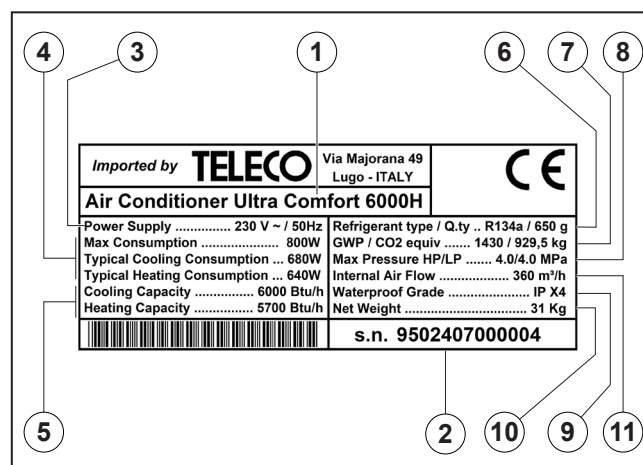 4
3
1
6
7
8
Imported by TELECO Via Majorana 49
Lugo - ITALY
CE
Air Conditioner Ultra Comfort 6000H
Power Supply ............... 230 V ~ / 50Hz
Max Consumption .................... 800W
Typical Cooling Consumption ... 680W
Typical Heating Consumption ... 640W
Cooling Capacity ................ 6000 Btu/h
Heating Capacity ................ 5700 Btu/h
Refrigerant type / Q.ty .. R134a / 650 g
GWP / CO2 equiv ....... 1430 / 929,5 kg
Max Pressure HP/LP ...... 4.0/4.0 MPa
Internal Air Flow .................. 360 m³/h
Waterproof Grade .................... IP X4
Net Weight ................................ 31 Kg
s.n. 9502407000004
5
2
10
9
11